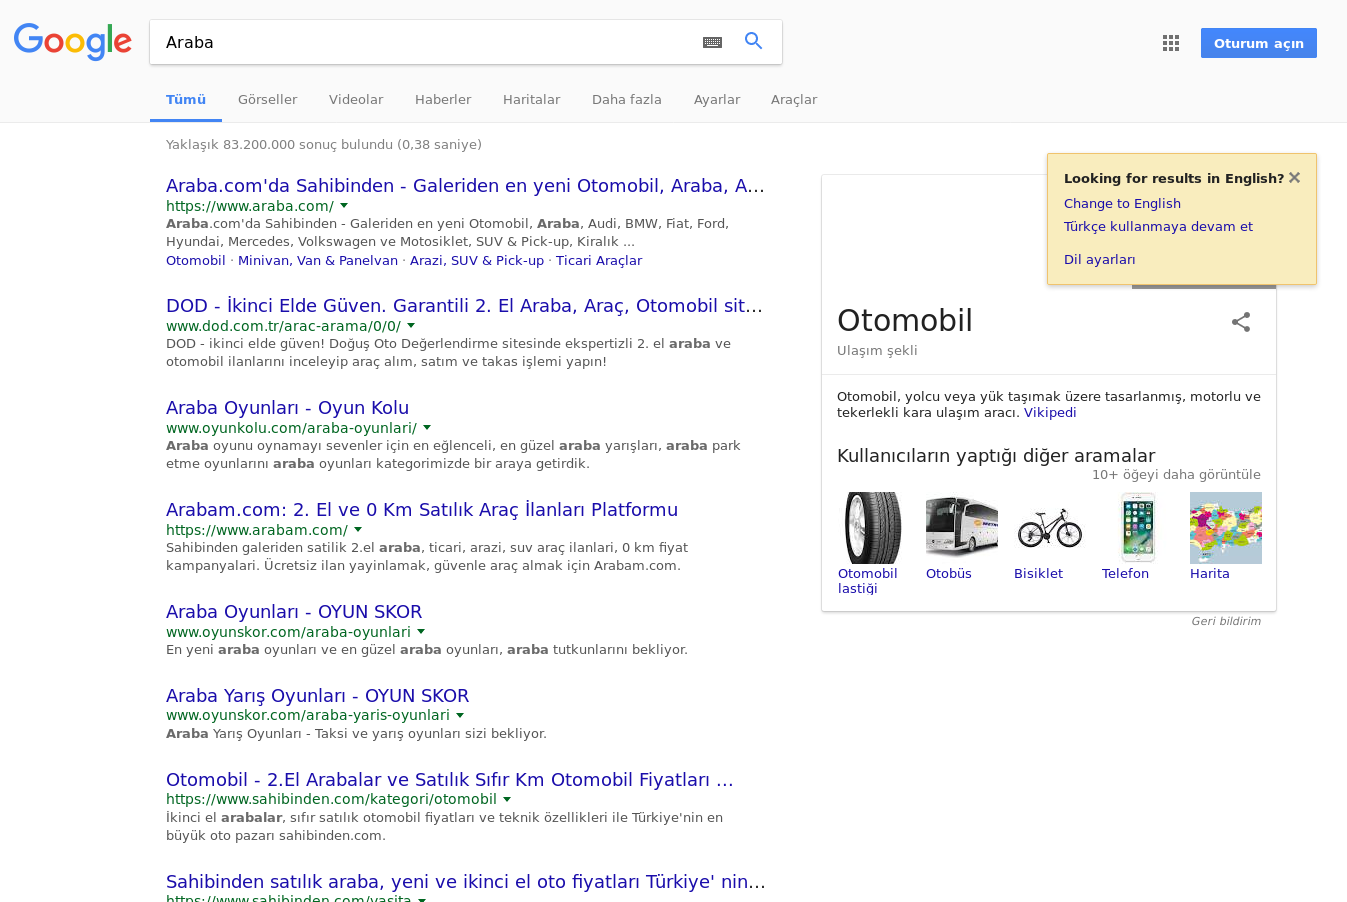 Google
Araba
Oturum açın
Tümü
Görseller
Videolar
Haberler
Haritalar
Daha fazla
Ayarlar
Araçlar
Yaklaşık 83.200.000 sonuç bulundu (0,38 saniye)
Araba.com'da Sahibinden - Galeriden en yeni Otomobil, Araba, A...
https://www.araba.com/
Araba.com'da Sahibinden - Galeriden en yeni Otomobil, Araba, Audi, BMW, Fiat, Ford,
Hyundai, Mercedes, Volkswagen ve Motosiklet, SUV & Pick-up, Kiralık ...
Otomobil · Minivan, Van & Panelvan · Arazi, SUV & Pick-up · Ticari Araçlar
DOD - İkinci Elde Güven. Garantili 2. El Araba, Araç, Otomobil sit...
www.dod.com.tr/arac-arama/0/0/
DOD - ikinci elde güven! Doğuş Oto Değerlendirme sitesinde ekspertizli 2. el araba ve
otomobil ilanlarını inceleyip araç alım, satım ve takas işlemi yapın!
Araba Oyunları - Oyun Kolu
www.oyunkolu.com/araba-oyunlari/
Araba oyunu oynamayı sevenler için en eğlenceli, en güzel araba yarışları, araba park
etme oyunlarını araba oyunları kategorimizde bir araya getirdik.
Arabam.com: 2. El ve 0 Km Satılık Araç İlanları Platformu
https://www.arabam.com/
Sahibinden galeriden satilik 2.el araba, ticari, arazi, suv araç ilanlari, 0 km fiyat
kampanyalari. Ücretsiz ilan yayinlamak, güvenle araç almak için Arabam.com.
Araba Oyunları - OYUN SKOR
www.oyunskor.com/araba-oyunlari
En yeni araba oyunları ve en güzel araba oyunları, araba tutkunlarını bekliyor.
Araba Yarış Oyunları - OYUN SKOR
www.oyunskor.com/araba-yaris-oyunlari
Araba Yarış Oyunları - Taksi ve yarış oyunları sizi bekliyor.
Otomobil - 2.El Arabalar ve Satılık Sıfır Km Otomobil Fiyatları ...
https://www.sahibinden.com/kategori/otomobil
İkinci el arabalar, sıfır satılık otomobil fiyatları ve teknik özellikleri ile Türkiye'nin en
büyük oto pazarı sahibinden.com.
Sahibinden satılık araba, yeni ve ikinci el oto fiyatları Türkiye' nin...
https://www.sahibinden.com/vasita
Looking for results in English?
Change to English
Türkçe kullanmaya devam et
Dil ayarları
Otomobil
Ulaşım şekli
Otomobil, yolcu veya yük taşımak üzere tasarlanmış, motorlu ve
tekerlekli kara ulaşım aracı. Vikipedi
Kullanıcıların yaptığı diğer aramalar
10+ öğeyi daha görüntüle
Otomobil
lastiği
Otobüs
Bisiklet
Telefon
Harita
Geri bildirim